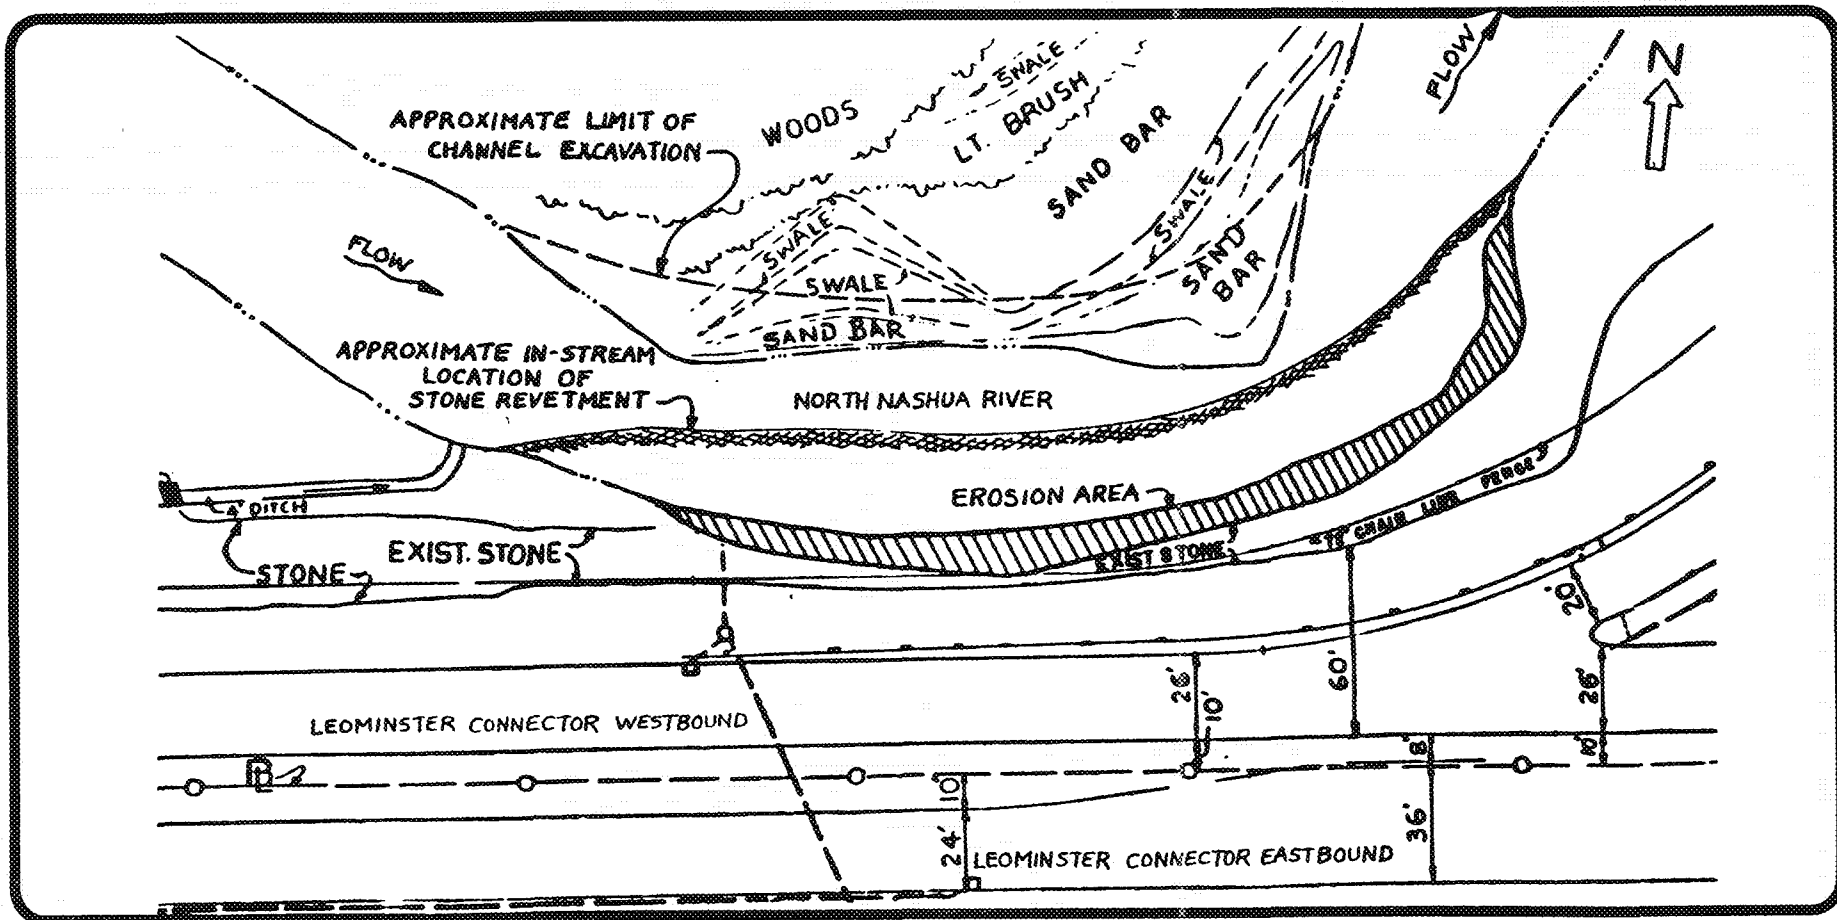 FLOW
N
SWALE
WOODS
LT. BRUSH
SAND BAR
APPROXIMATE LIMIT OF
CHANNEL EXCAVATION
SWALE
SWALE
FLOW
SWALE
SAND
BAR
SAND BAR
APPROXIMATE IN-STREAM
LOCATION OF
STONE REVETMENT
NORTH NASHUA RIVER
4' DITCH
EROSION AREA
CHAIN LINK FENCE
EXIST. STONE
EXIST STONE
STONE
20'
26'
10'
60'
26'
10'
LEOMINSTER CONNECTOR WESTBOUND
8'
10'
24'
36'
LEOMINSTER CONNECTOR EASTBOUND